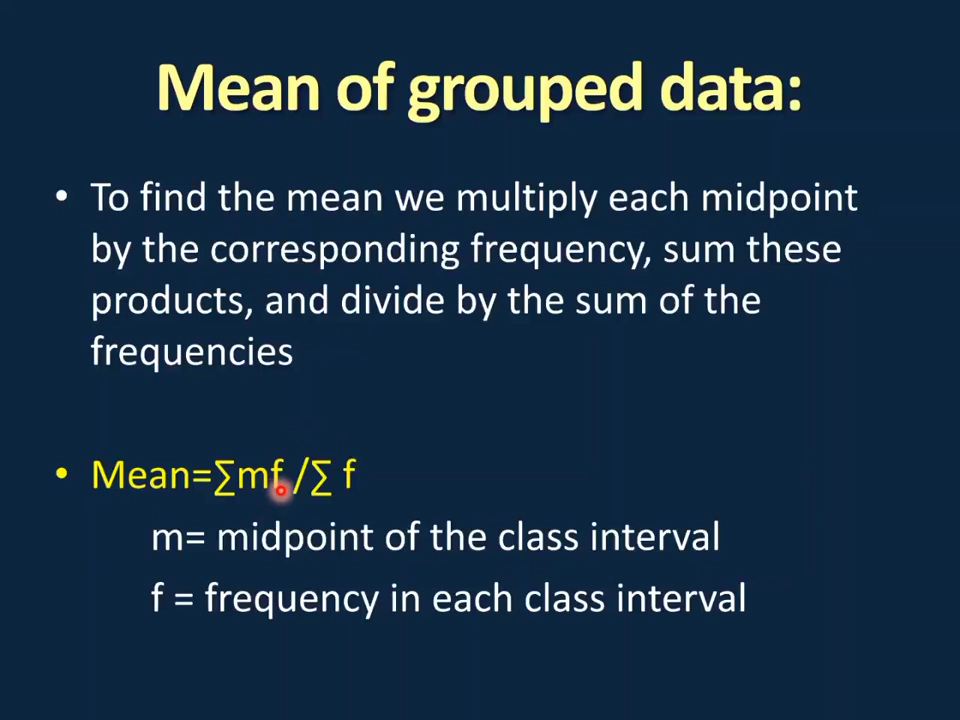 Mean of grouped data:
• To find the mean we multiply each midpoint
by the corresponding frequency, sum these
products, and divide by the sum of the
frequencies
• Mean=∑mf /∑ f
m= midpoint of the class interval
f = frequency in each class interval